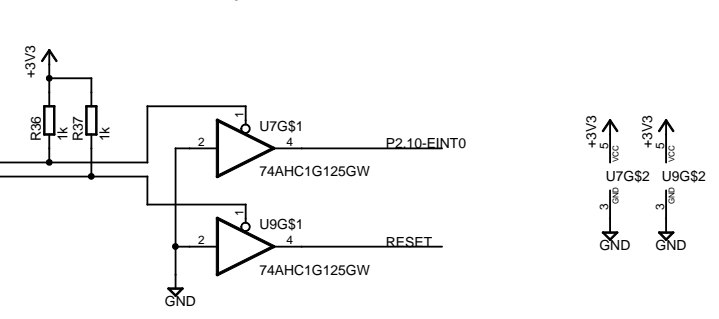 +3V3
R36
1k
R37
1k
1
U7G$1
2
4
P2.10-EINT0
74AHC1G125GW
1
U9G$1
2
4
RESET
74AHC1G125GW
GND
+3V3
5
VCC
U7G$2
3
GND
GND
+3V3
5
VCC
U9G$2
3
GND
GND